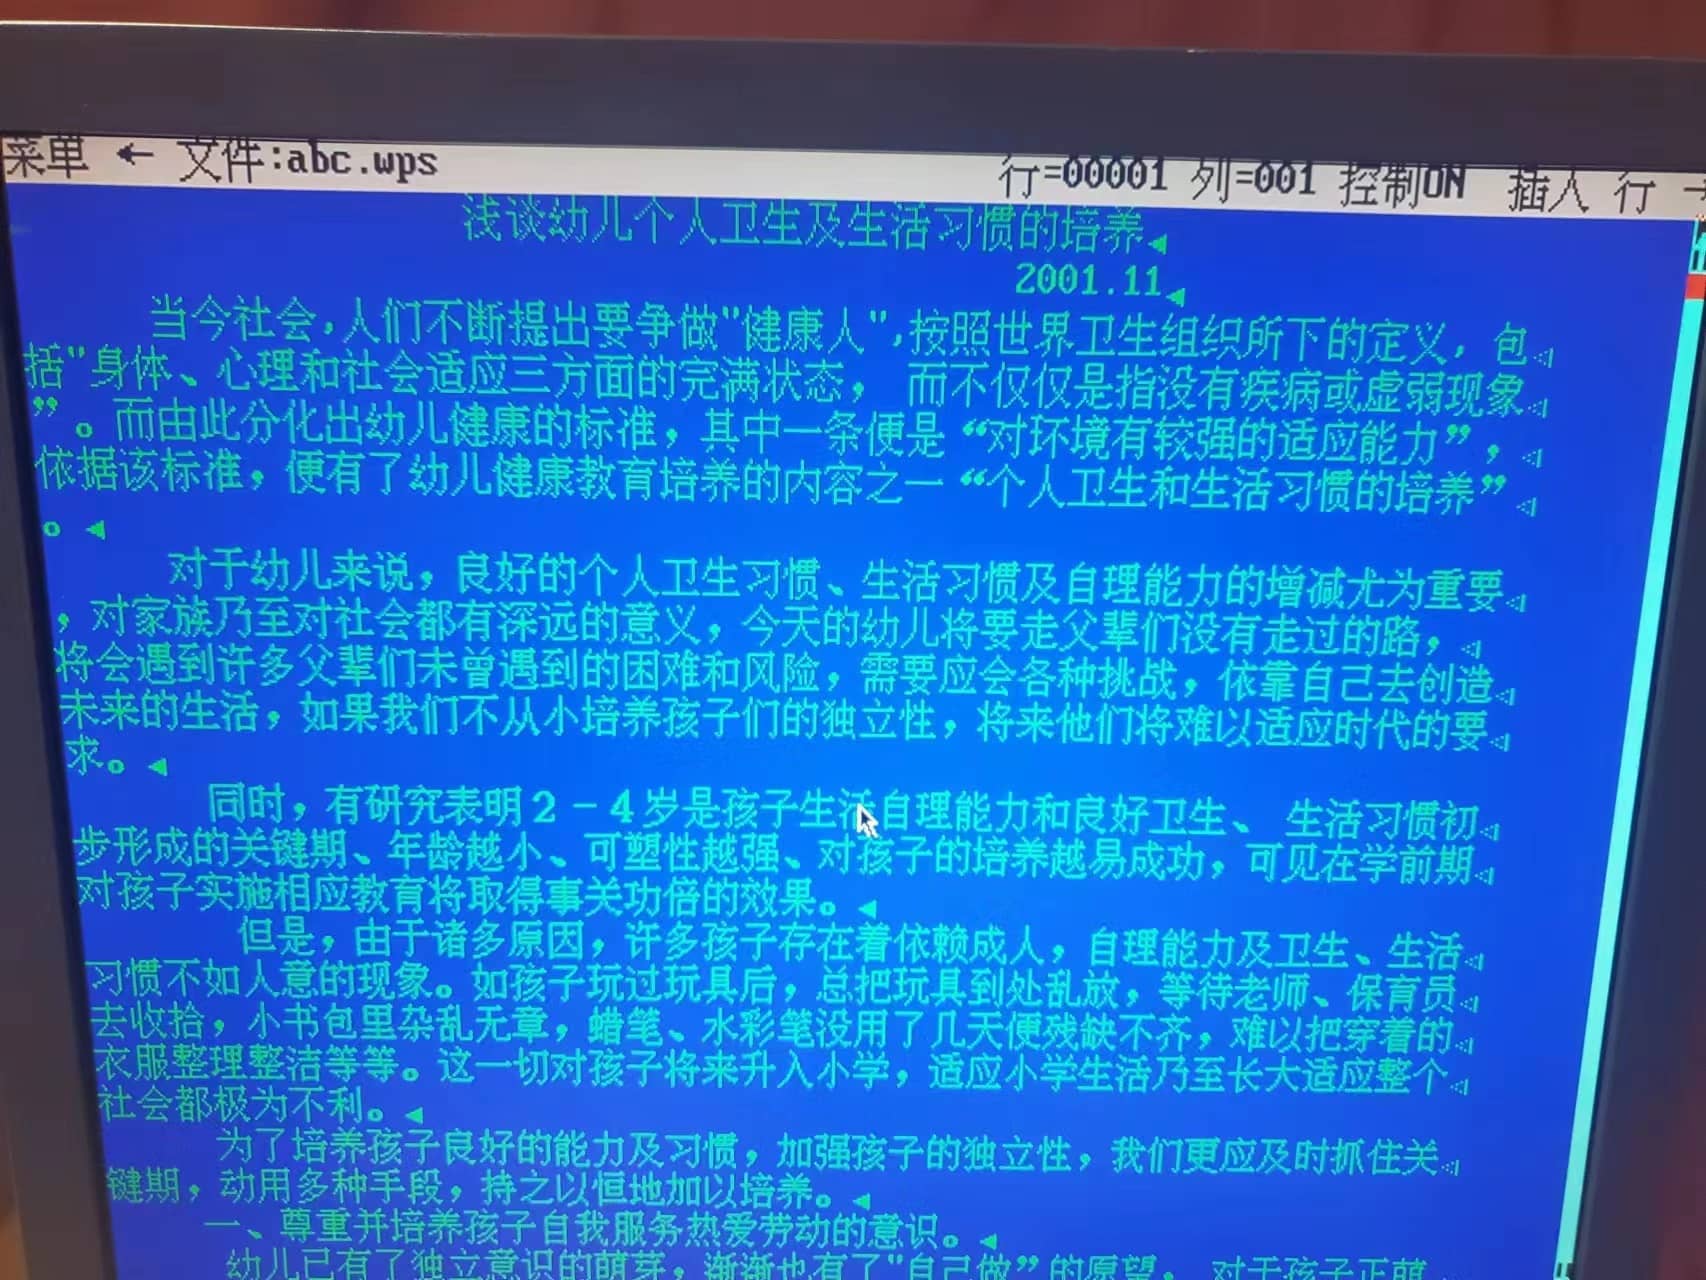 菜单 ← 文件:abc.wps 行=00001 列=001 控制ON 插入 行
浅谈幼儿个人卫生及生活习惯的培养
2001.11
当今社会,人们不断提出要争做"健康人",按照世界卫生组织所下的定义，包
括"身体、心理和社会适应三方面的完满状态， 而不仅仅是指没有疾病或虚弱现象
”。而由此分化出幼儿健康的标准，其中一条便是“对环境有较强的适应能力”，
依据该标准，便有了幼儿健康教育培养的内容之一“个人卫生和生活习惯的培养”
。
对于幼儿来说，良好的个人卫生习惯、生活习惯及自理能力的增减尤为重要
，对家族乃至对社会都有深远的意义，今天的幼儿将要走父辈们没有走过的路，
将会遇到许多父辈们未曾遇到的困难和风险，需要应会各种挑战，依靠自己去创造
未来的生活，如果我们不从小培养孩子们的独立性，将来他们将难以适应时代的要
求。
同时，有研究表明２－４岁是孩子生活自理能力和良好卫生、 生活习惯初
步形成的关键期、年龄越小、可塑性越强、对孩子的培养越易成功，可见在学前期
对孩子实施相应教育将取得事关功倍的效果。
但是，由于诸多原因，许多孩子存在着依赖成人，自理能力及卫生、生活
习惯不如人意的现象。如孩子玩过玩具后，总把玩具到处乱放，等待老师、保育员
去收拾，小书包里杂乱无章，蜡笔、水彩笔没用了几天便残缺不齐，难以把穿着的
衣服整理整洁等等。这一切对孩子将来升入小学，适应小学生活乃至长大适应整个
社会都极为不利。
为了培养孩子良好的能力及习惯，加强孩子的独立性，我们更应及时抓住关
键期，动用多种手段，持之以恒地加以培养。
一、尊重并培养孩子自我服务热爱劳动的意识。
幼儿已有了独立意识的萌芽，渐渐也有了"自己做”的愿望， 对于孩子正萌